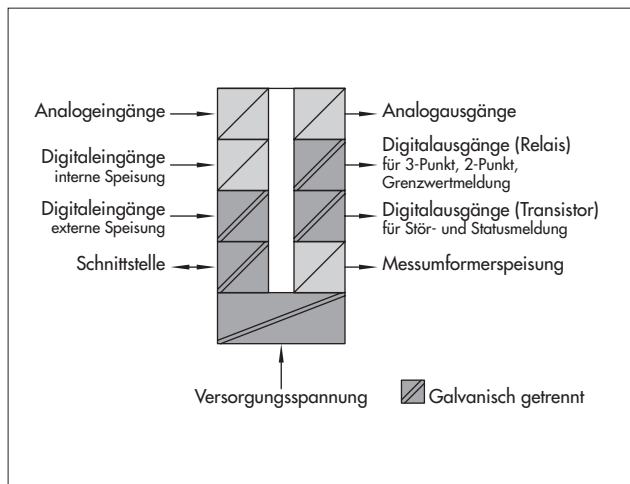 Analogeingänge
Digitaleingänge
interne Speisung
Digitaleingänge
externe Speisung
Schnittstelle
Analogausgänge
Digitalausgänge (Relais)
für 3-Punkt, 2-Punkt,
Grenzwertmeldung
Digitalausgänge (Transistor)
für Stör- und Statusmeldung
Messumformerspeisung
Versorgungsspannung
Galvanisch getrennt